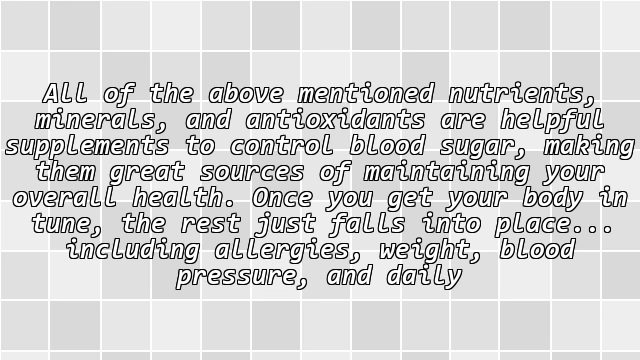 All of the above mentioned nutrients,
minerals, and antioxidants are helpful
supplements to control blood sugar, making
them great sources of maintaining your
overall health. Once you get your body in
tune, the rest just falls into place...
including allergies, weight, blood
pressure, and daily